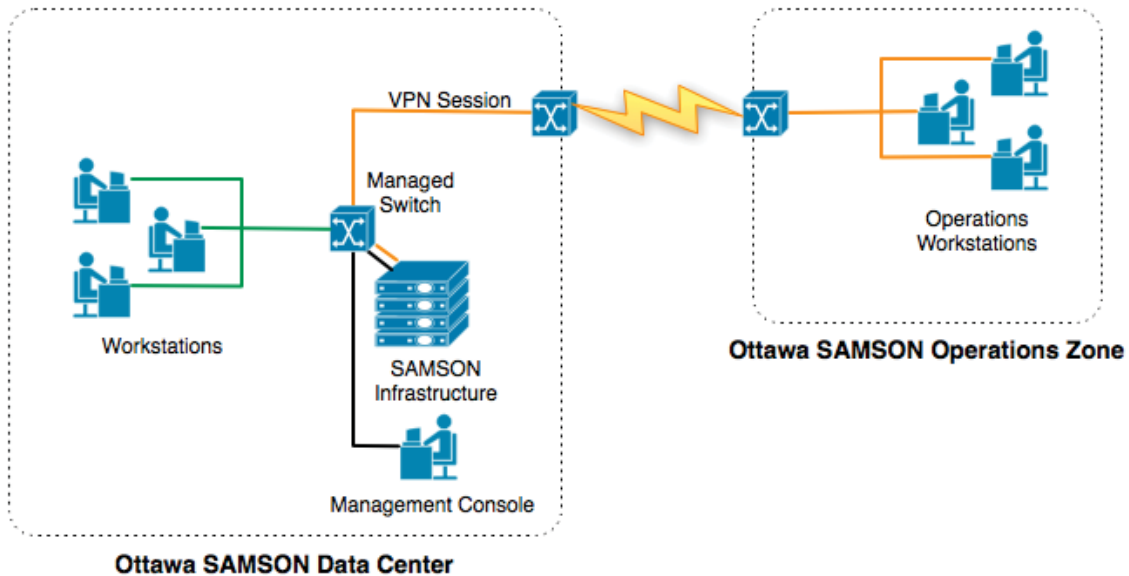 VPN Session
Managed
Switch
Workstations
SAMSON
Infrastructure
Management Console
Ottawa SAMSON Data Center
Operations
Workstations
Ottawa SAMSON Operations Zone